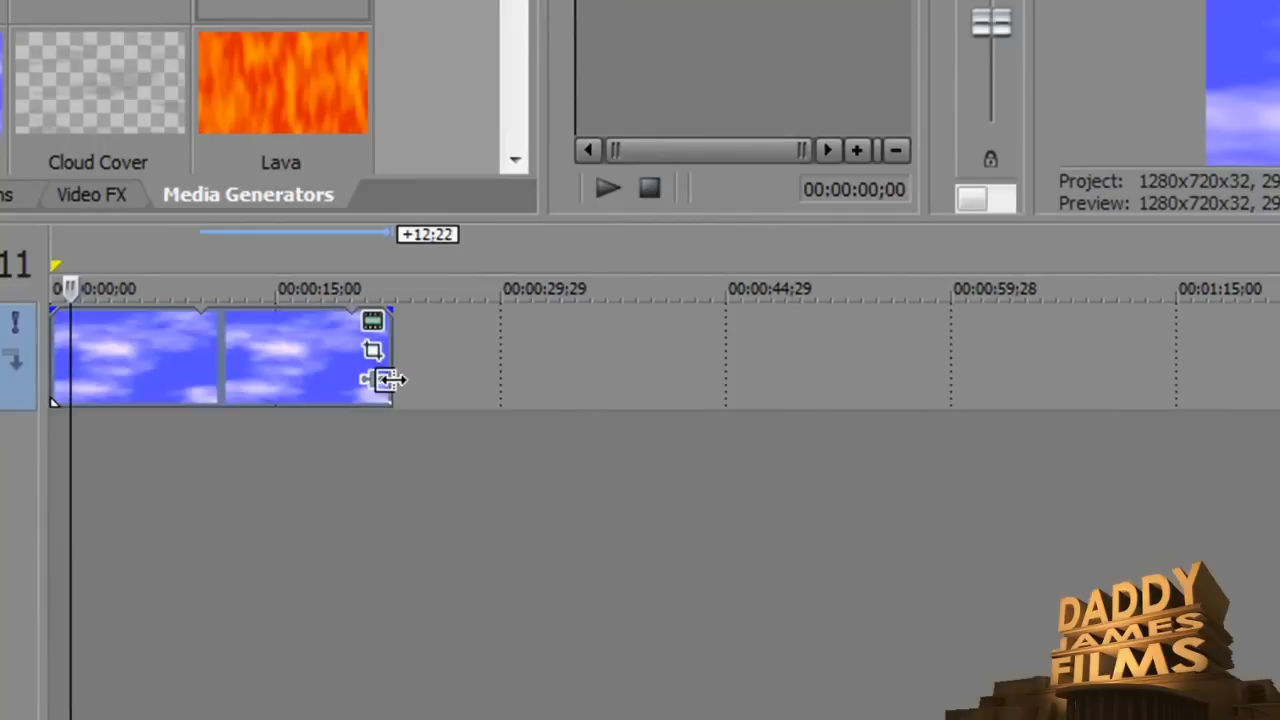 Cloud Cover
Lava
ns
Video FX
Media Generators
00:00:00;00
Project: 1280x720x32, 29
Preview: 1280x720x32, 29
+12;22
11
0:00;00
00:00:15;00
00:00:29;29
00:00:44;29
00:00:59;28
00:01:15;00
DADDY
JAMES
FILMS